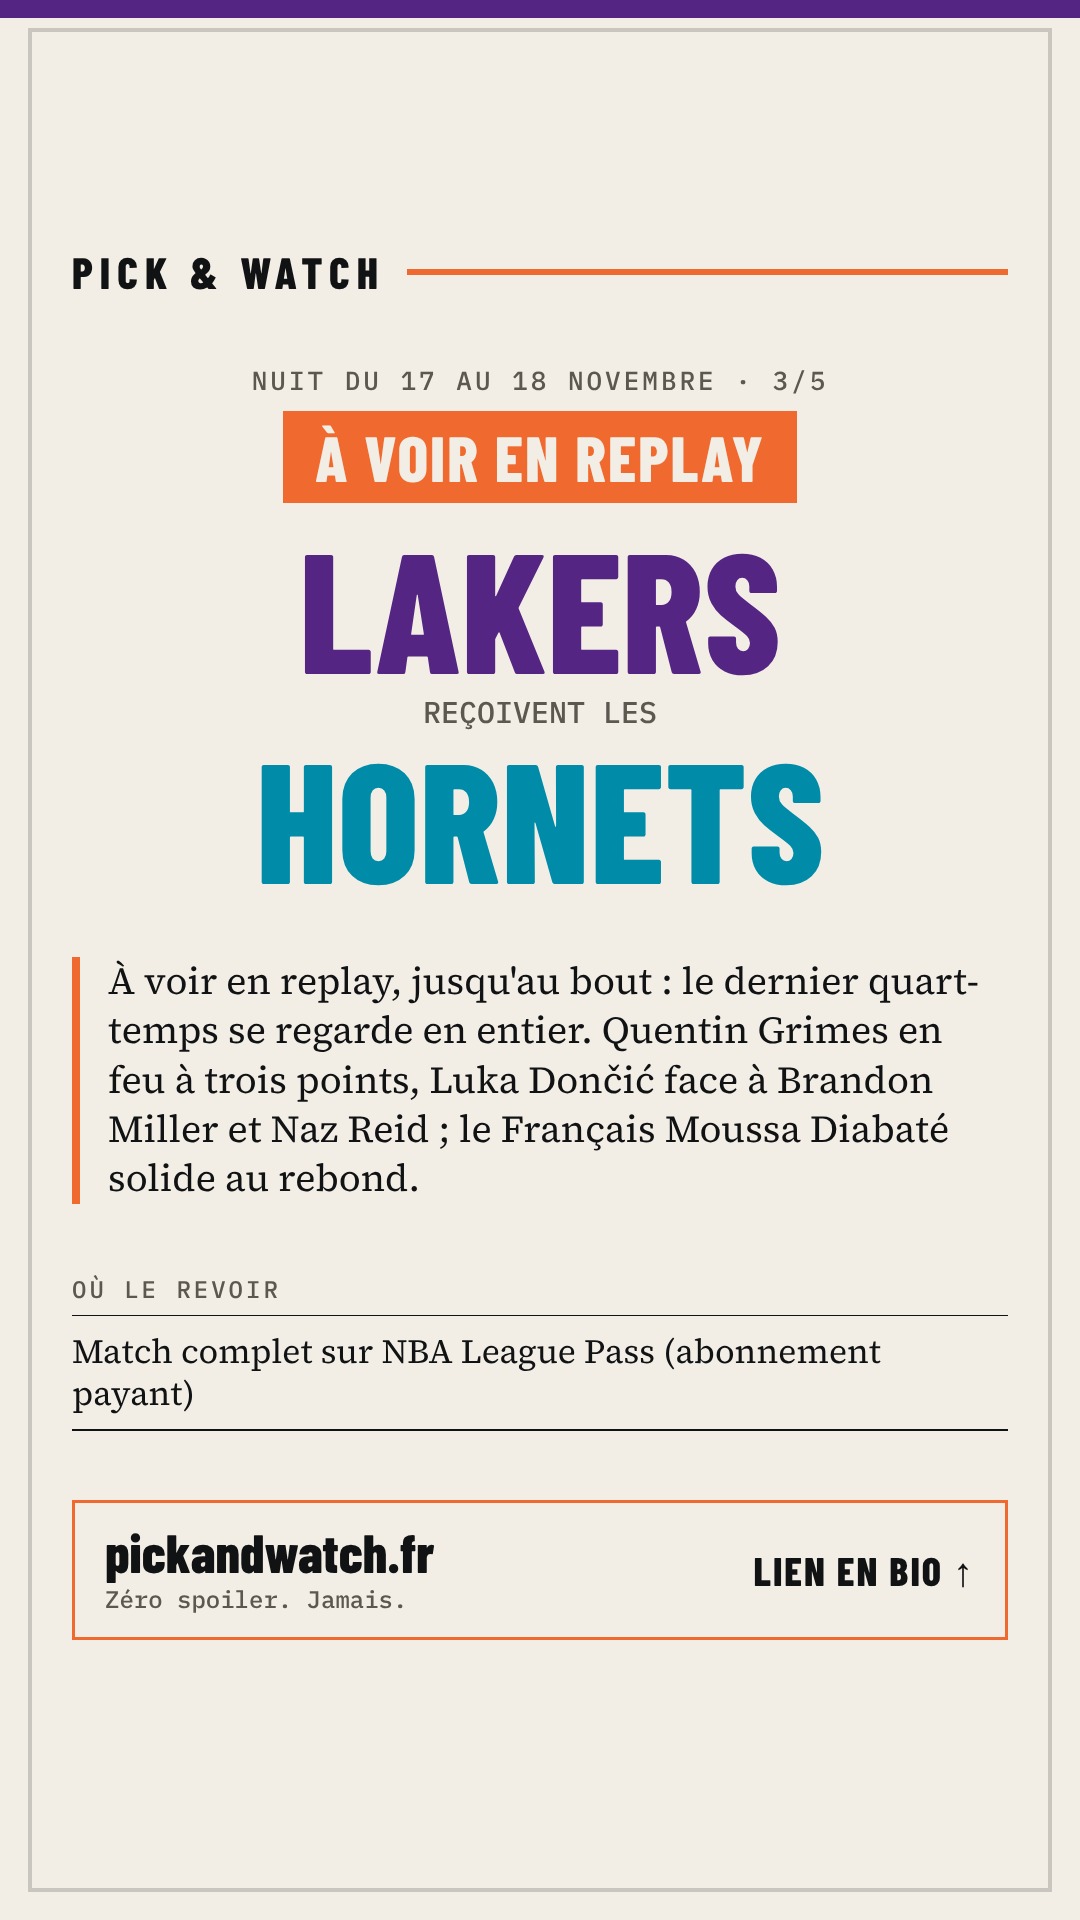 PICK & WATCH
NUIT DU 17 AU 18 NOVEMBRE · 3/5
À VOIR EN REPLAY
LAKERS
REÇOIVENT LES
HORNETS
À voir en replay, jusqu'au bout : le dernier quart-
temps se regarde en entier. Quentin Grimes en
feu à trois points, Luka Dončić face à Brandon
Miller et Naz Reid ; le Français Moussa Diabaté
solide au rebond.
OÙ LE REVOIR
Match complet sur NBA League Pass (abonnement
payant)
pickandwatch.fr
LIEN EN BIO ↑
Zéro spoiler. Jamais.